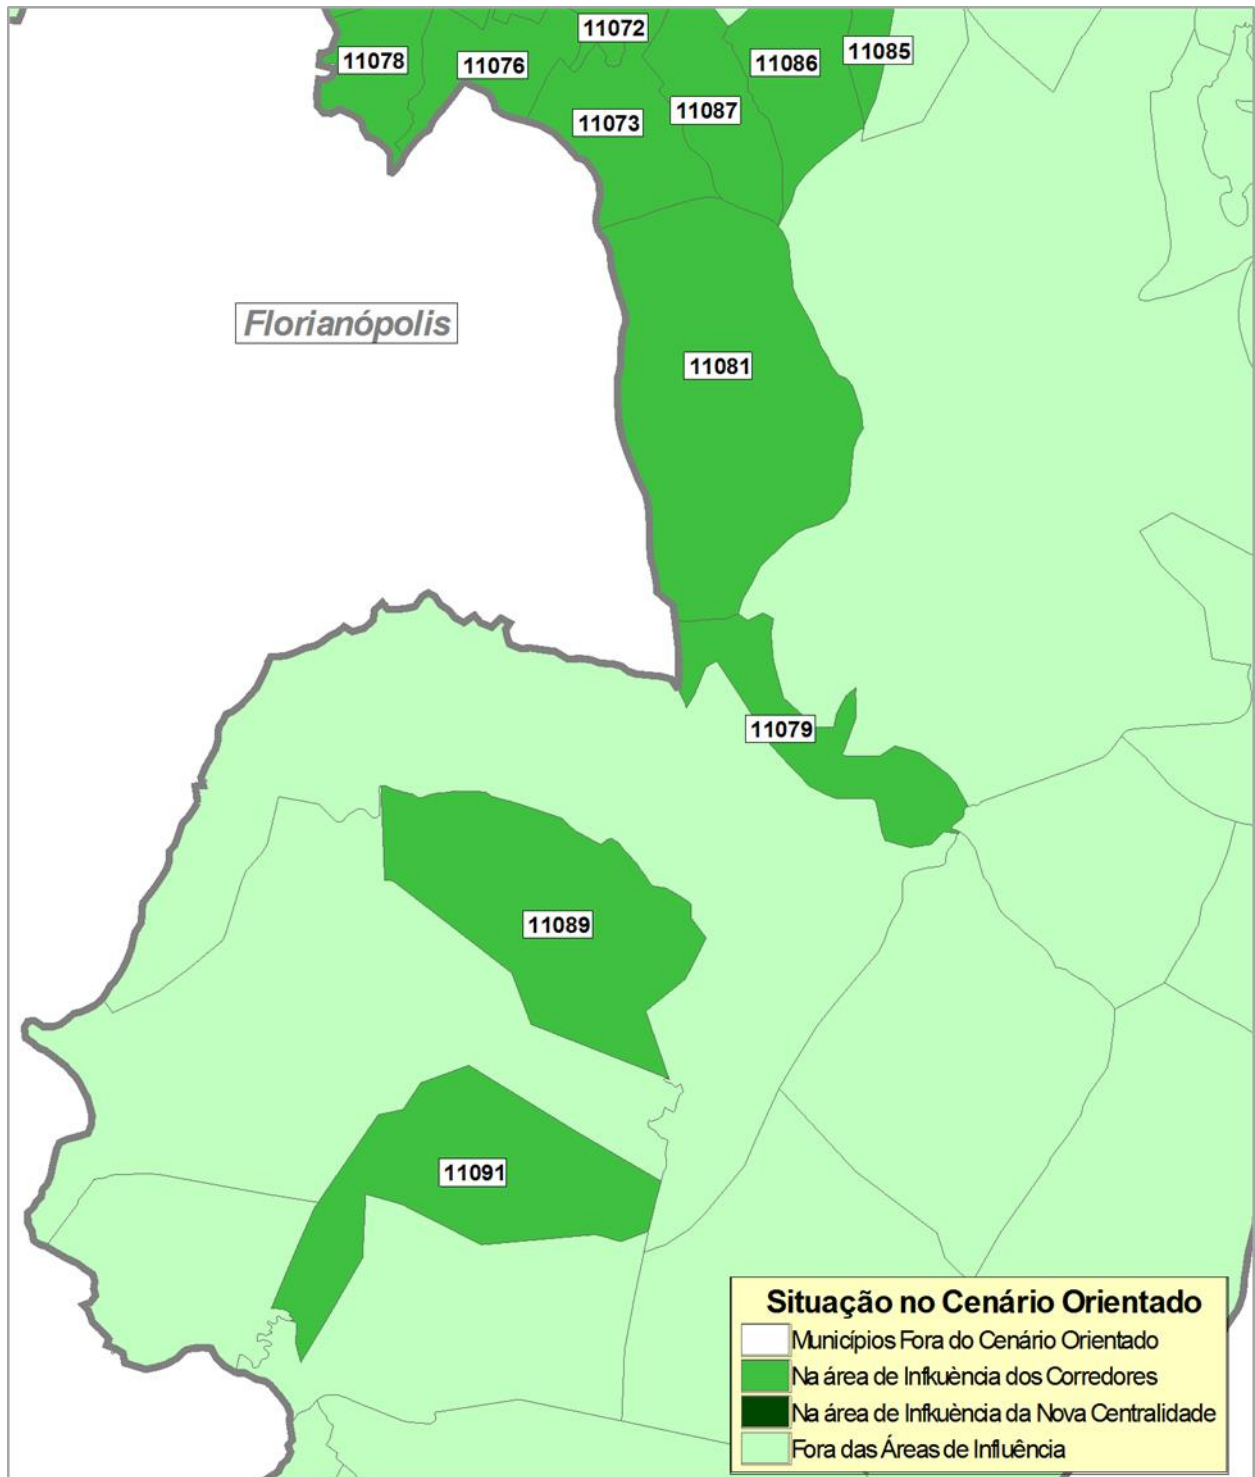 11072
11078
11076
11086
11085
11073
11087
Florianópolis
11081
11079
11089
11091
Situação no Cenário Orientado
Municípios Fora do Cenário Orientado
Na área de Infkuència dos Corredores
Na área de Infkuència da Nova Centralidade
Fora das Áreas de Influência